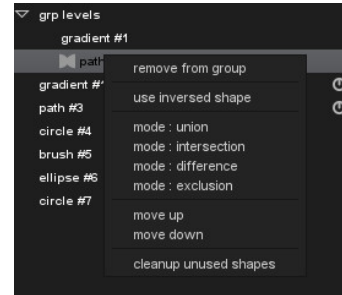 grp levels
gradient #1
path
remove from group
gradient #
use inversed shape
path #3
circle #4
mode : union
mode : intersection
brush #5
mode : difference
ellipse #6
mode : exclusion
circle #7
move up
move down
cleanup unused shapes